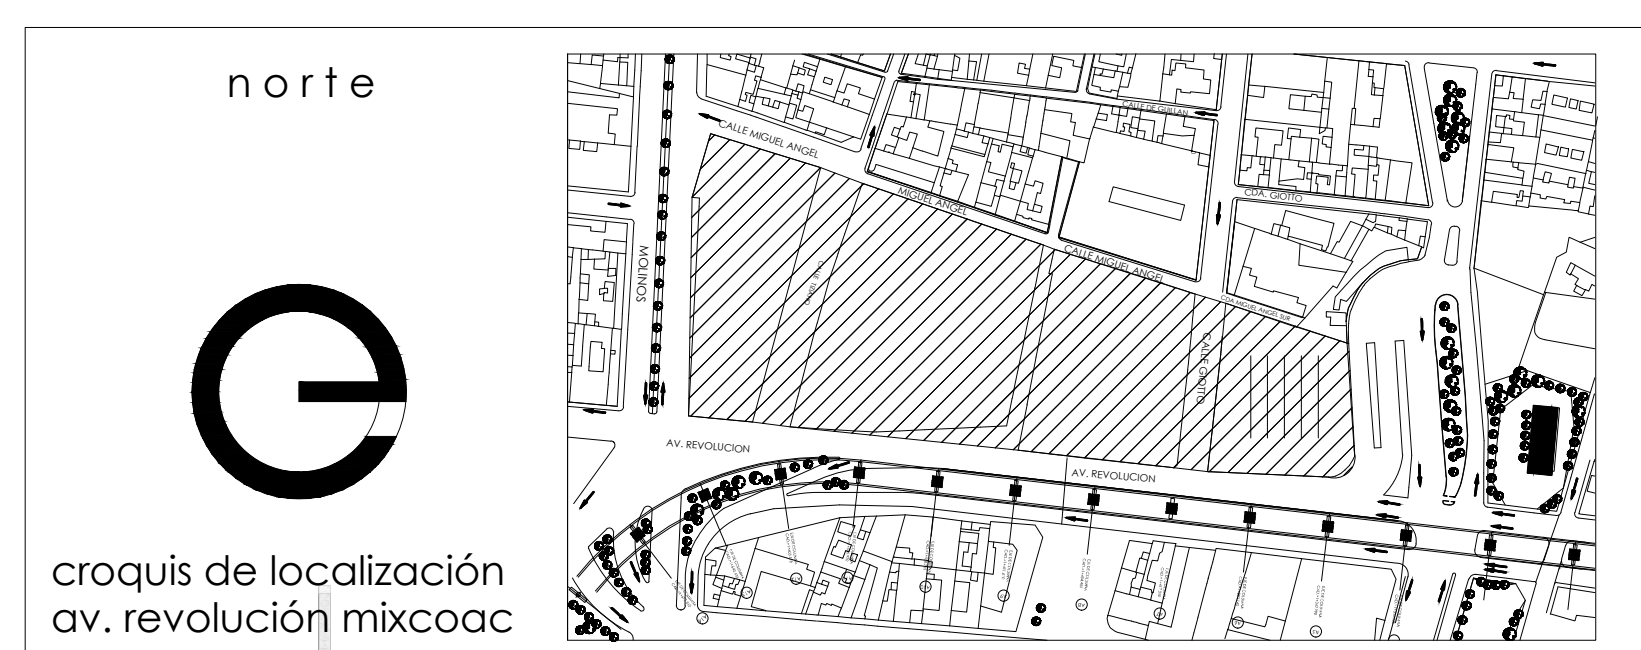 norte
croquis de localización
av. revolución mixcoac
CALLE DE GUILLAN
CALLE MIGUEL ANGEL
MIGUEL ANGEL
CDA. GIOTTO
MOLINOS
CALLE MIGUEL ANGEL
CDA MIGUEL ANGEL SUR
CALLE GIOTTO
AV. REVOLUCION
AV. REVOLUCION